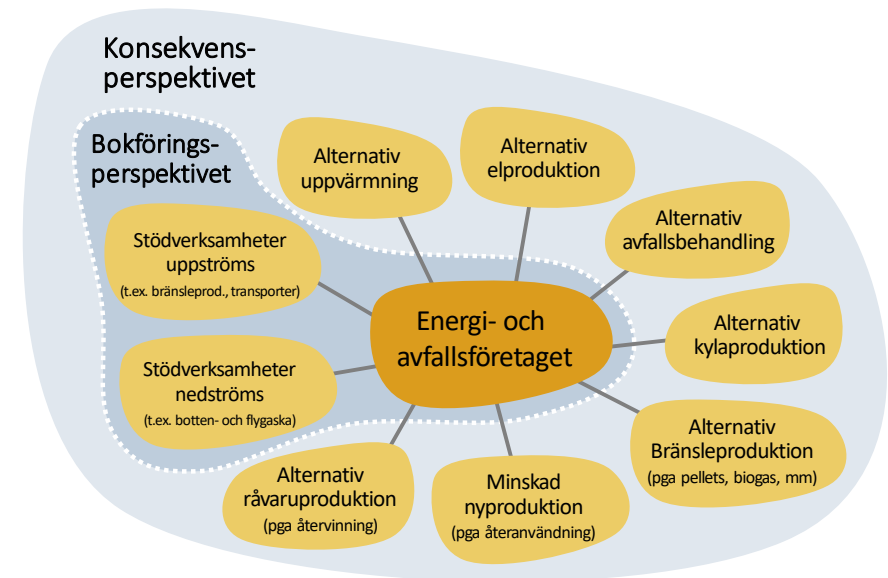 Konsekvens-
perspektivet
Bokförings-
perspektivet
Alternativ
uppvärmning
Alternativ
elproduktion
Alternativ
avfallsbehandling
Stödverksamheter
uppströms
(t.ex. bränsleprod., transporter)
Energi- och
avfallsföretaget
Alternativ
kylaproduktion
Stödverksamheter
nedströms
(t.ex. botten- och flygaska)
Alternativ
Bränsleproduktion
(pga pellets, biogas, mm)
Alternativ
råvaruproduktion
(pga återvinning)
Minskad
nyproduktion
(pga återanvändning)